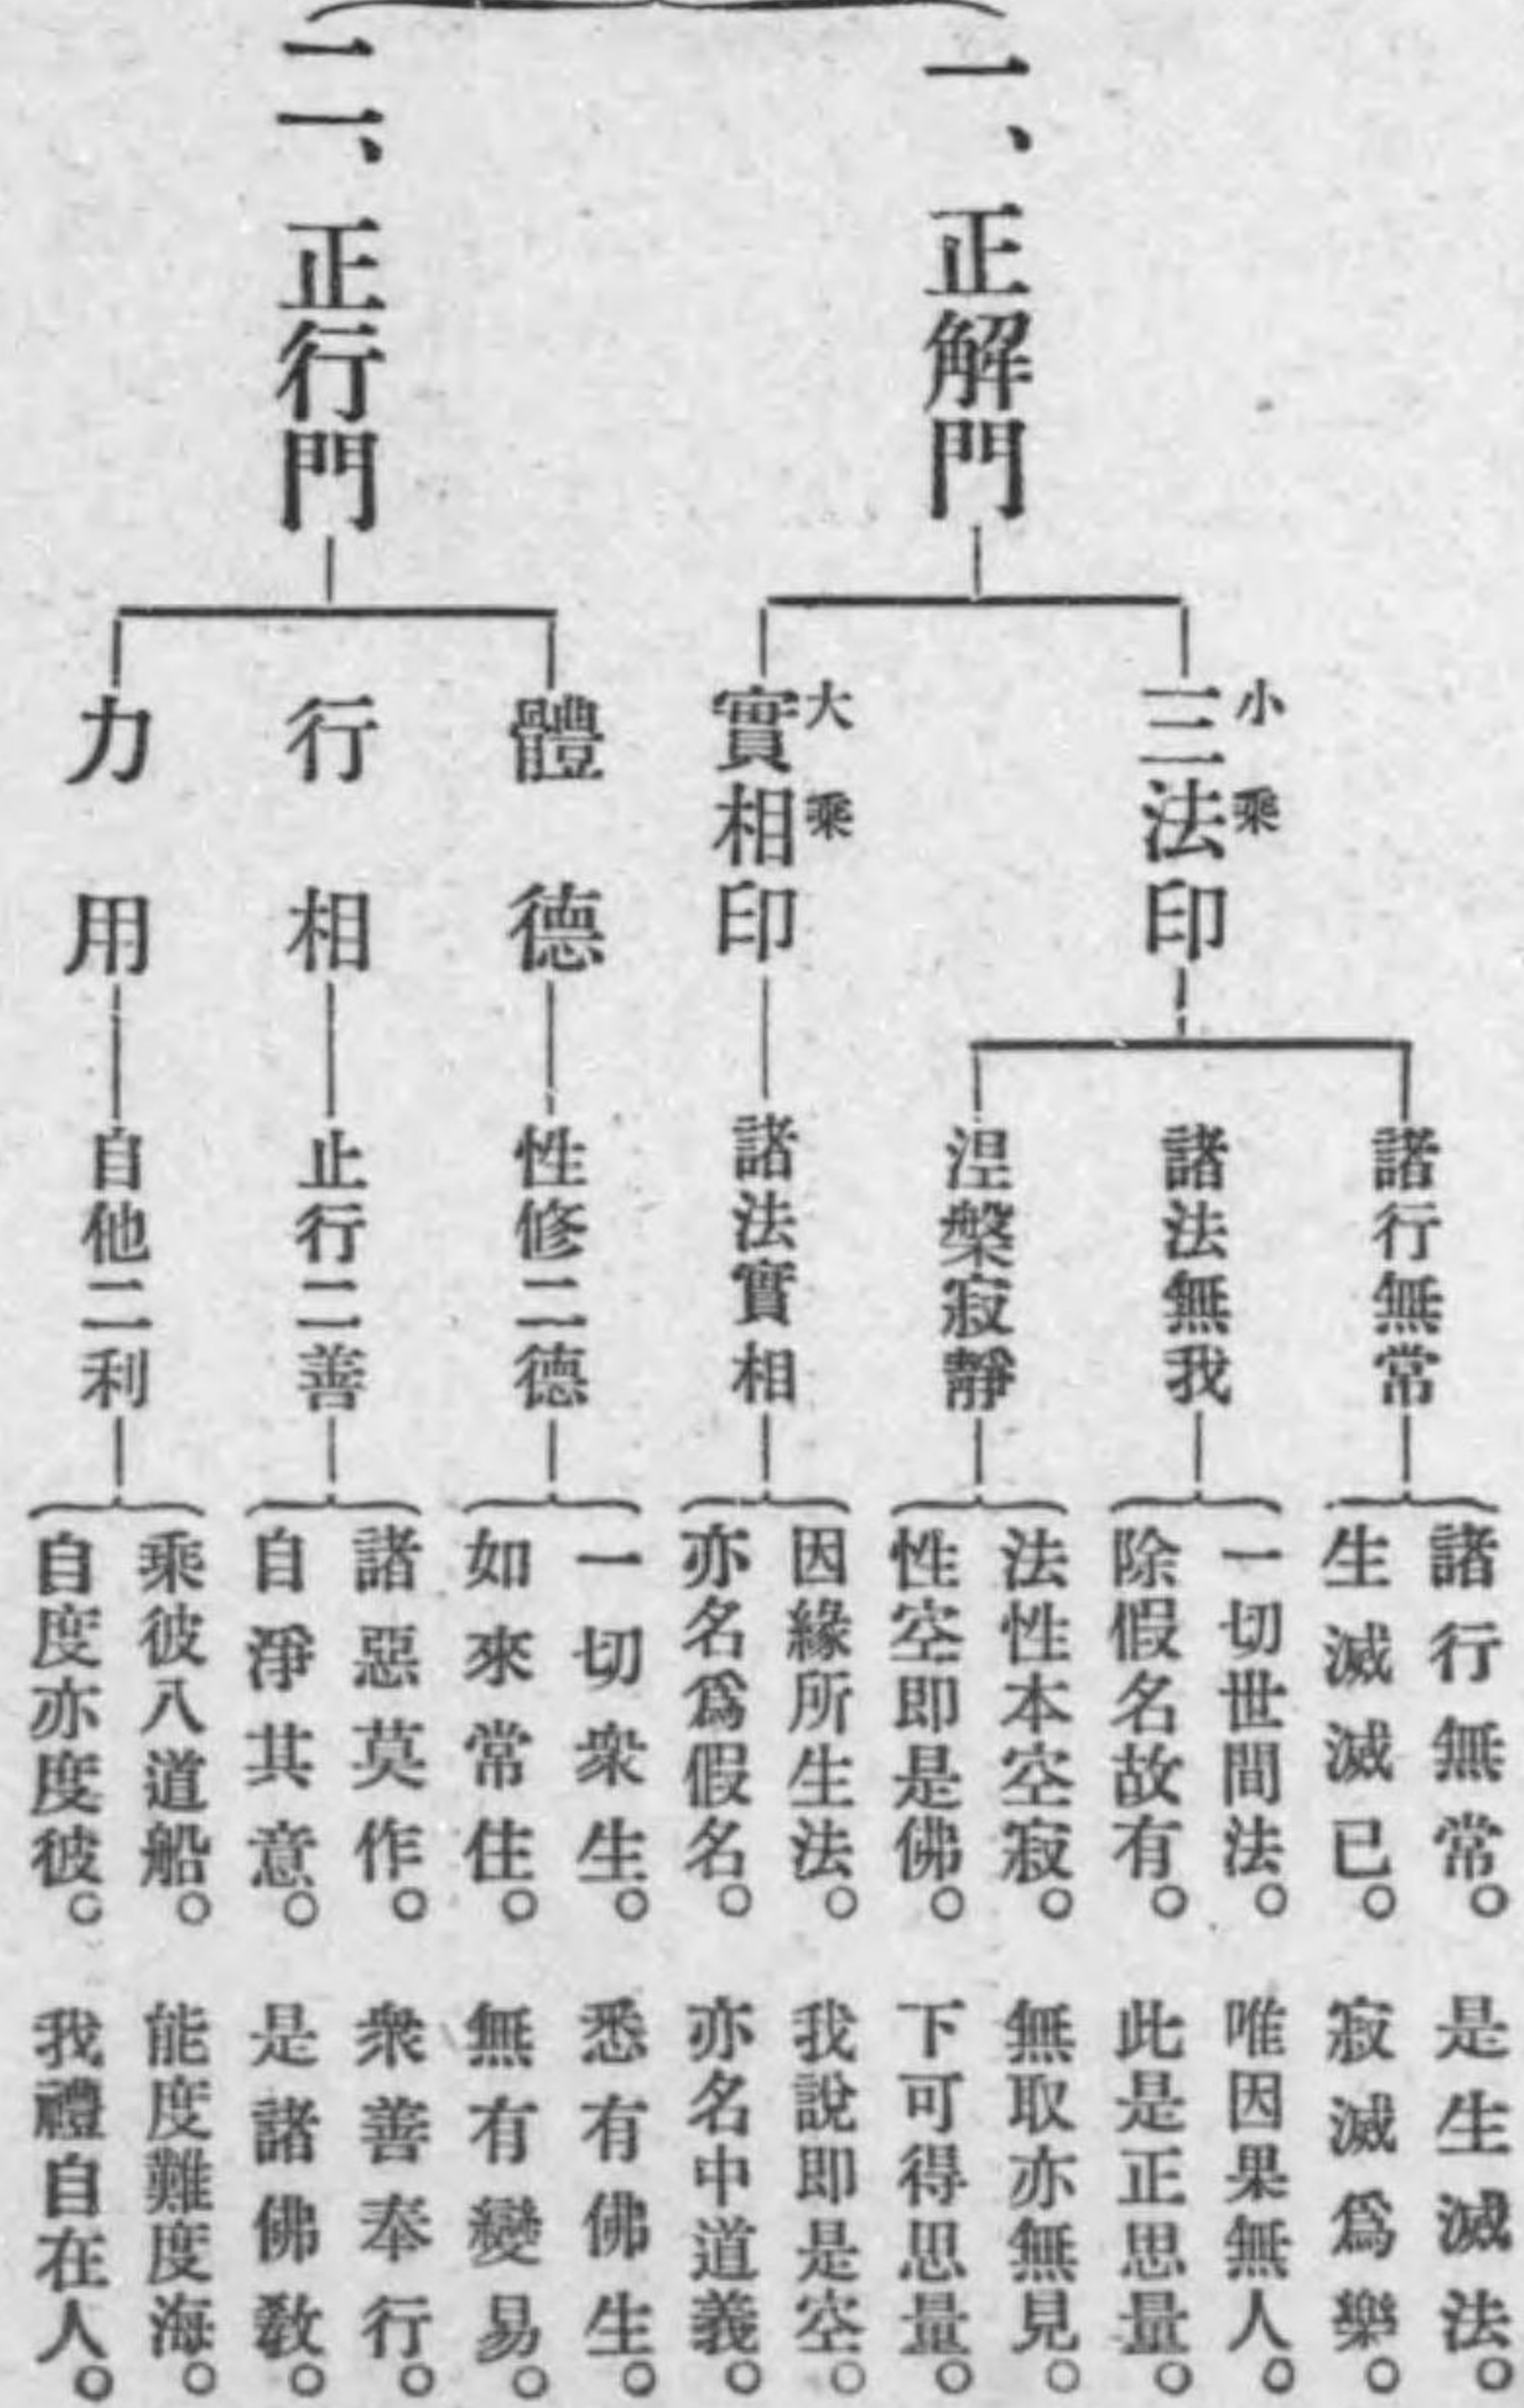 一、正解門
小乘
三法印
諸行無常
諸行無常。是生滅法。
生滅滅已。寂滅爲樂。
諸法無我
一切世間法。唯因果無人。
除假名故有。此是正思量。
涅槃寂靜
法性本空寂。無取亦無見。
性空即是佛。下可得思量。
大乘
實相印
諸法實相
因緣所生法。我說即是空。
亦名爲假名。亦名中道義。
二、正行門
體德
性修二德
一切衆生。悉有佛生。
如來常住。無有變易。
行相
止行二善
諸惡莫作。衆善奉行。
自淨其意。是諸佛敎。
力用
自他二利
乘彼八道船。能度難度海。
自度亦度彼。我禮自在人。